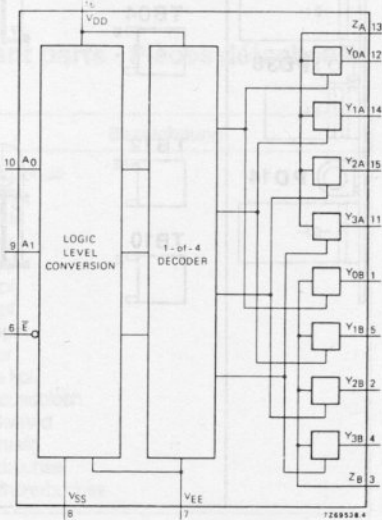 16
VDD
ZA 13
Y0A 12
Y1A 14
10 A0
Y2A 15
Y3A 11
9 A1
LOGIC
LEVEL
CONVERSION
1-of-4
DECODER
Y0B 1
6 E̅
Y1B 5
Y2B 2
Y3B 4
VSS
VEE
ZB 3
8
7
7Z69538.4